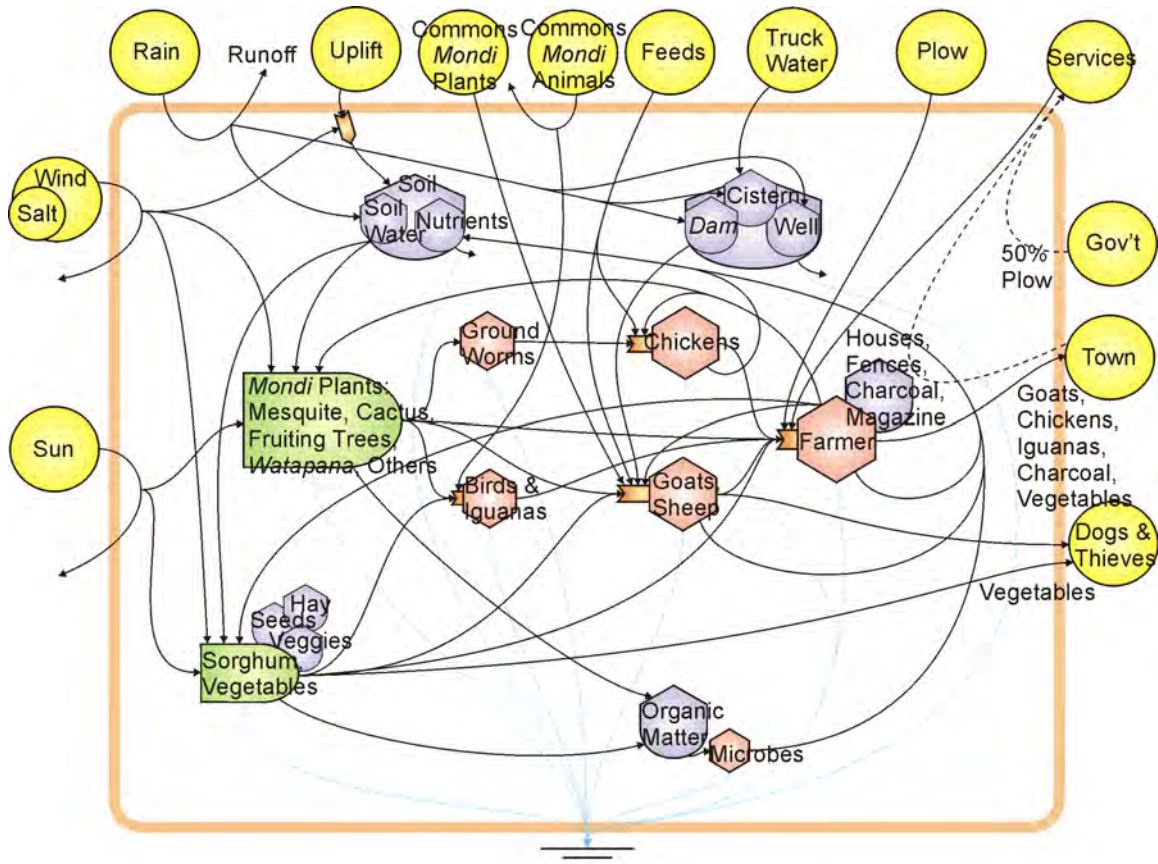 Rain
Runoff
Uplift
Commons
Mondi
Plants
Commons
Mondi
Animals
Feeds
Truck
Water
Plow
Services
Wind
Salt
Soil
Soil
Water
Nutrients
Cistern
Dam
Well
Gov't
50%
Plow
Ground
Worms
Chickens
Houses,
Fences,
Charcoal,
Magazine
Town
Mondi Plants:
Mesquite, Cactus,
Fruiting Trees,
Watapana, Others
Farmer
Goats,
Chickens,
Iguanas,
Charcoal,
Vegetables
Sun
Birds &
Iguanas
Goats
Sheep
Dogs &
Thieves
Vegetables
Hay
Seeds
Veggies
Sorghum,
Vegetables
Organic
Matter
Microbes